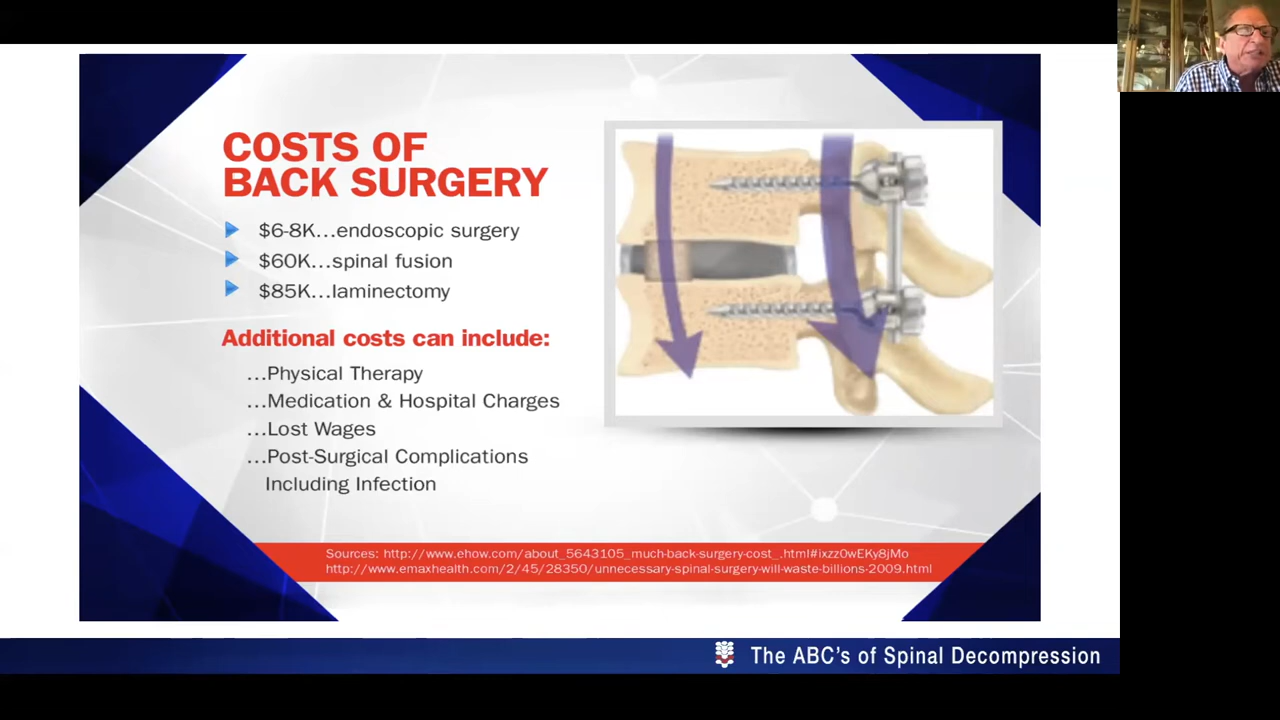 COSTS OF
BACK SURGERY
$6-8K...endoscopic surgery
$60K...spinal fusion
$85K...laminectomy
Additional costs can include:
...Physical Therapy
...Medication & Hospital Charges
...Lost Wages
...Post-Surgical Complications
Including Infection
Sources: http://www.ehow.com/about_5643105_much-back-surgery-cost_.html#ixzz0wEKy8jMo
http://www.emaxhealth.com/2/45/28350/unnecessary-spinal-surgery-will-waste-billions-2009.html
The ABC's of Spinal Decompression